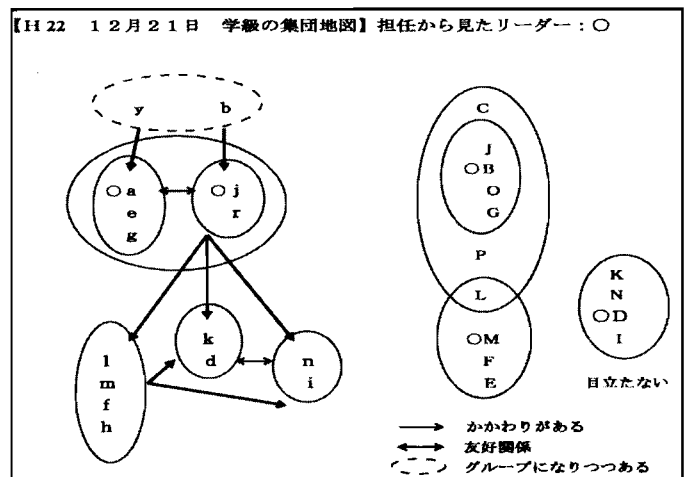 【H22 12月21日 学級の集団地図】担任から見たリーダー：○
y b
○a
e
g
○j
r
l
m
f
h
k
d
n
i
C
J
○B
O
G
P
L
○M
F
E
K
N
○D
I
目立たない
かかわりがある
友好関係
グループになりつつある